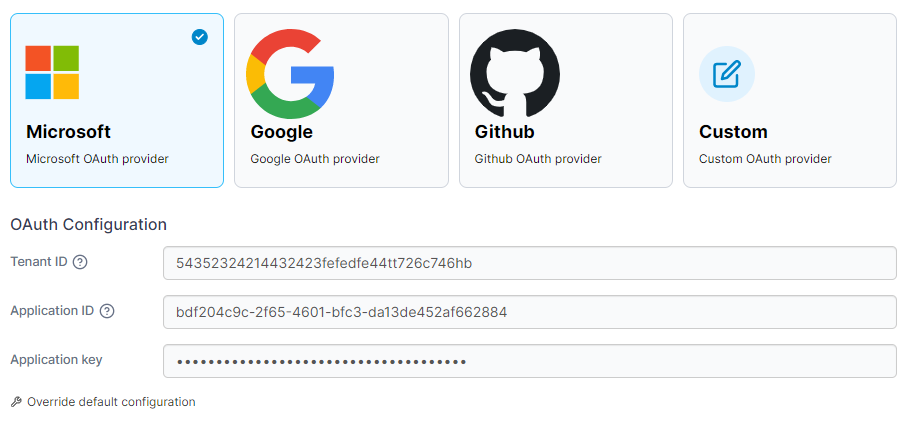 Microsoft
Microsoft OAuth provider
Google
Google OAuth provider
Github
Github OAuth provider
Custom
Custom OAuth provider
OAuth Configuration
Tenant ID
54352324214432423fefedfe44tt726c746hb
Application ID
bdf204c9c-2f65-4601-bfc3-da13de452af662884
Application key
•••••••••••••••••••••••••••••••••••••
Override default configuration